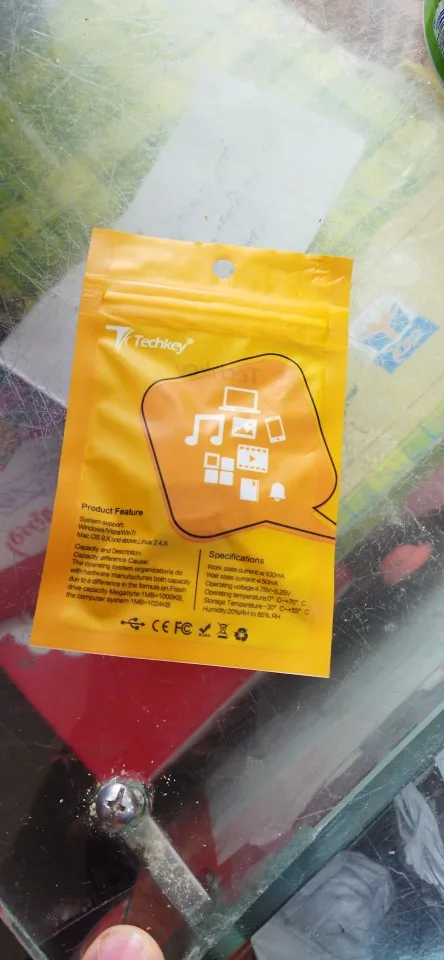 Techkey®
Product Feature
System support:
Windows/Vista/Win7/
Mac OS 9.X and above,Linux 2.4.X
Capacity and Description:
Capacity difference Cause:
The operating system organizations do
with hardware manufactures both capacity
due to a difference in the formula on.Flash
drive capacity Megabyte:1MB=1000KB,
the computer system 1MB=1024KB
Specifications
Work state current:≤100mA
Wait state current:≤50mA
Operating voltage:4.75V~5.25V
Operating temperature:0° C~+70° C
Storage Temperature:-30° C~+55° C
Humidity:20%RH to 85% RH
CE FC